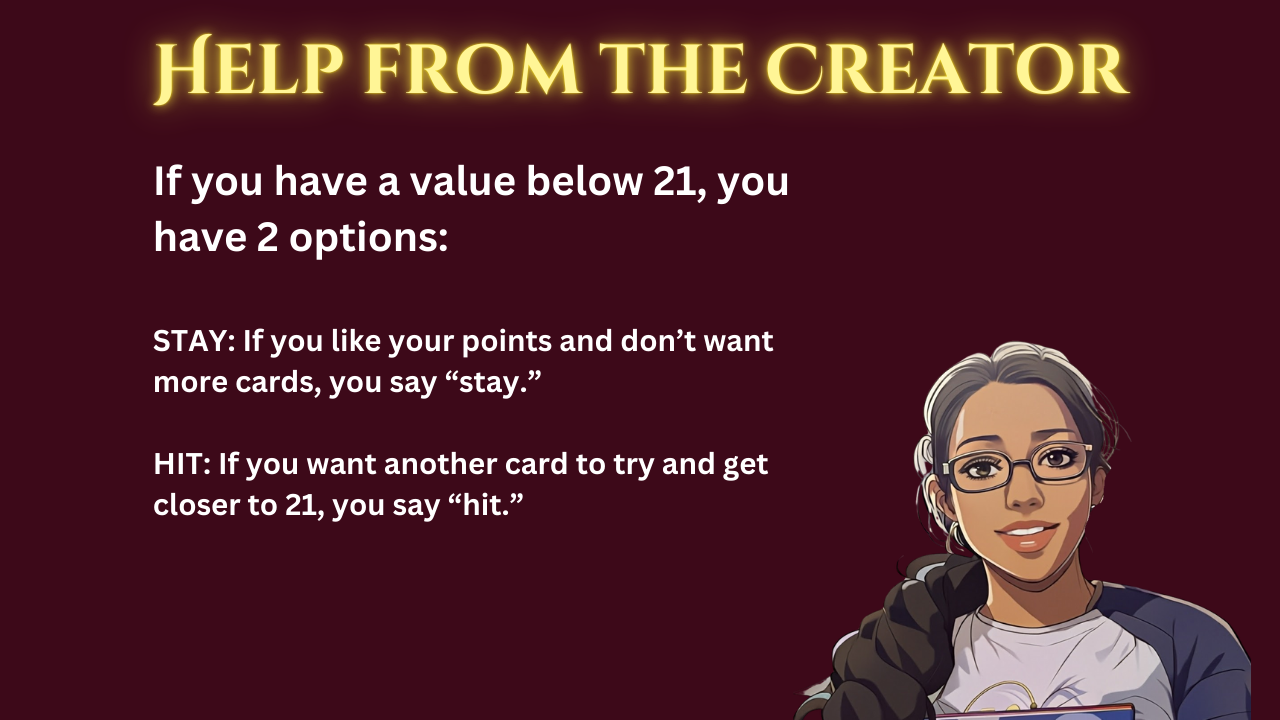 Help from the Creator
If you have a value below 21, you
have 2 options:
STAY: If you like your points and don’t want
more cards, you say “stay.”
HIT: If you want another card to try and get
closer to 21, you say “hit.”